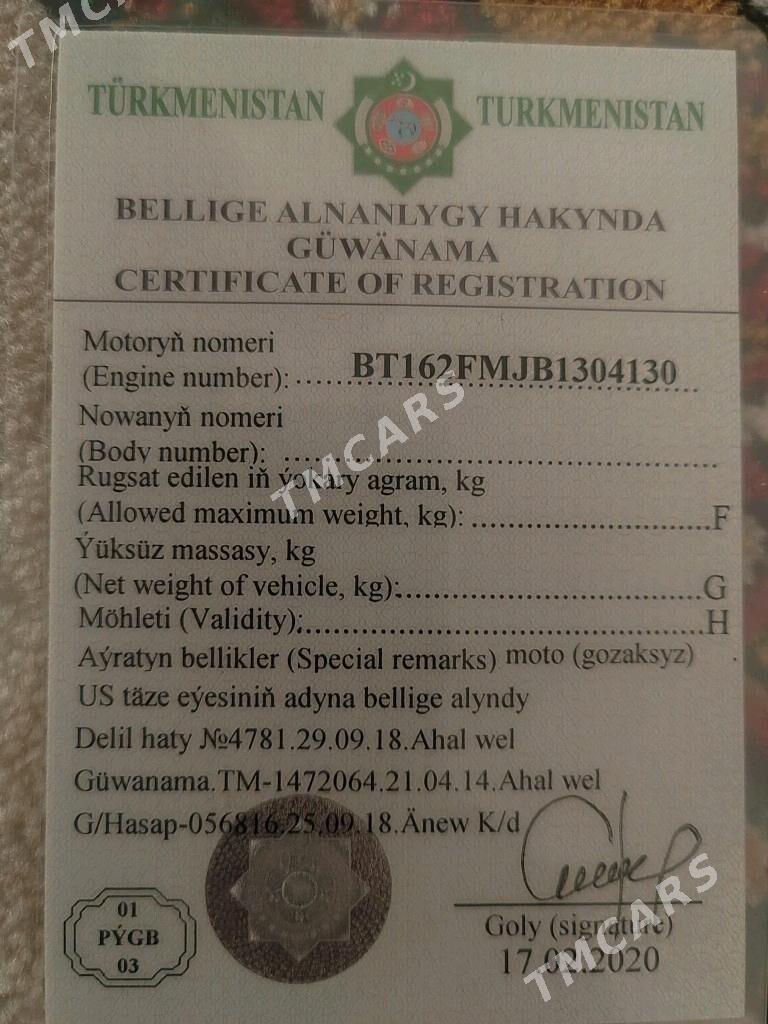 TMCARS
TÜRKMENISTAN TURKMENISTAN
BELLIGE ALNANLYGY HAKYNDA
GÜWÄNAMA
CERTIFICATE OF REGISTRATION
Motoryň nomeri
(Engine number): BT162FMJB1304130
Nowanyň nomeri
(Body number):
Rugsat edilen iň ýokary agram, kg
(Allowed maximum weight, kg): F
Ýüksüz massasy, kg
(Net weight of vehicle, kg): G
Möhleti (Validity): H
Aýratyn bellikler (Special remarks) moto (gozaksyz)
US täze eýesiniň adyna bellige alyndy
Delil haty №4781.29.09.18.Ahal wel
Güwanama.TM-1472064.21.04.14.Ahal wel
G/Hasap-056816.25.09.18.Änew K/d
01
PÝGB
03
Goly (signature)
17.02.2020
TMCARS
TMCARS